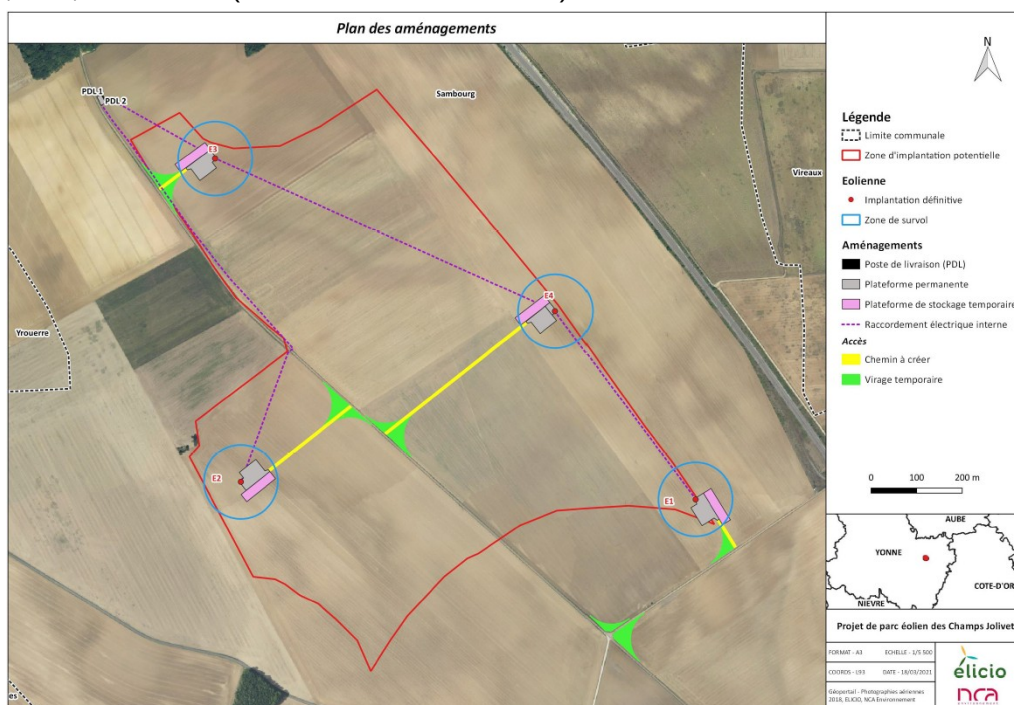 Plan des aménagements
N
PDL 1
PDL 2
Sambourg
E3
Vireaux
E4
Yrouerre
E2
E1
es
Légende
Limite communale
Zone d'implantation potentielle
Eolienne
Implantation définitive
Zone de survol
Aménagements
Poste de livraison (PDL)
Plateforme permanente
Plateforme de stockage temporaire
Raccordement électrique interne
Accès
Chemin à créer
Virage temporaire
0 100 200 m
AUBE
YONNE
COTE-D'OR
NIEVRE
Projet de parc éolien des Champs Jolivet
FORMAT - A3 ECHELLE - 1/5 500
COORDS - L93 DATE - 18/03/2021
Géoportail - Photographies aériennes
2018, ELICIO, NCA Environnement
élicio
nca